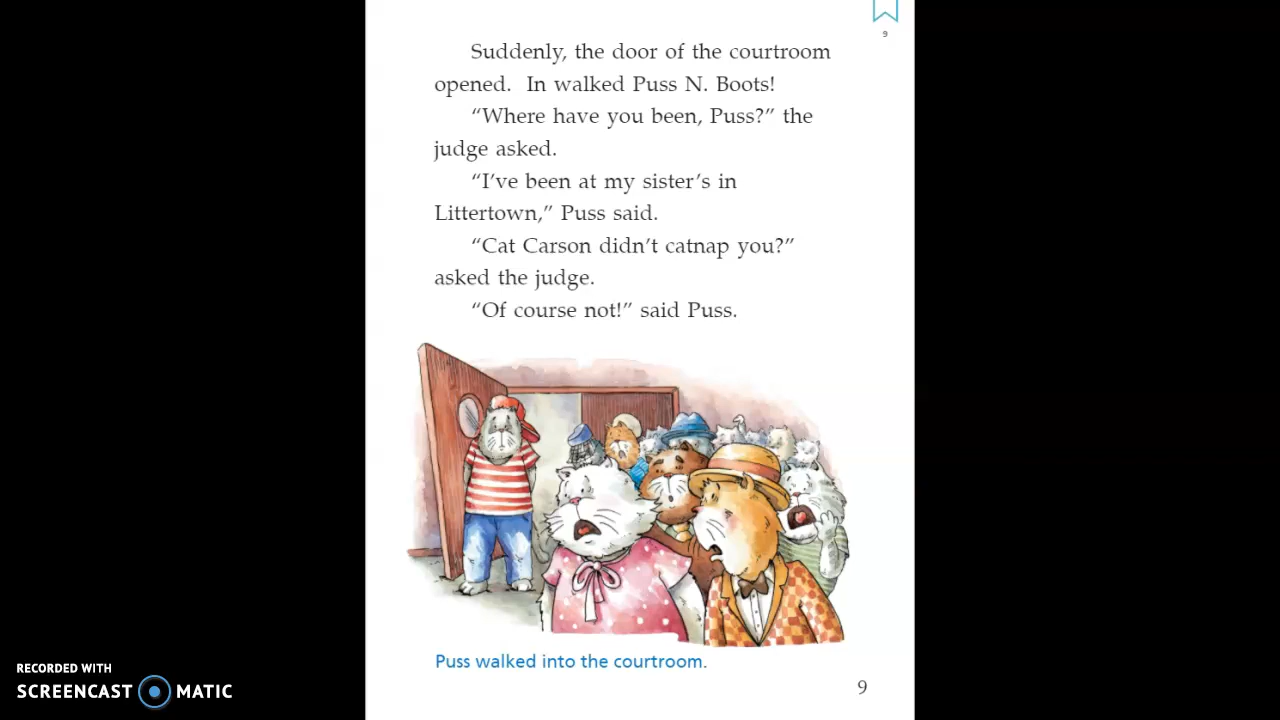 9
Suddenly, the door of the courtroom
opened. In walked Puss N. Boots!
“Where have you been, Puss?” the
judge asked.
“I’ve been at my sister’s in
Littertown,” Puss said.
“Cat Carson didn’t catnap you?”
asked the judge.
“Of course not!” said Puss.
Puss walked into the courtroom.
9
RECORDED WITH
SCREENCAST MATIC